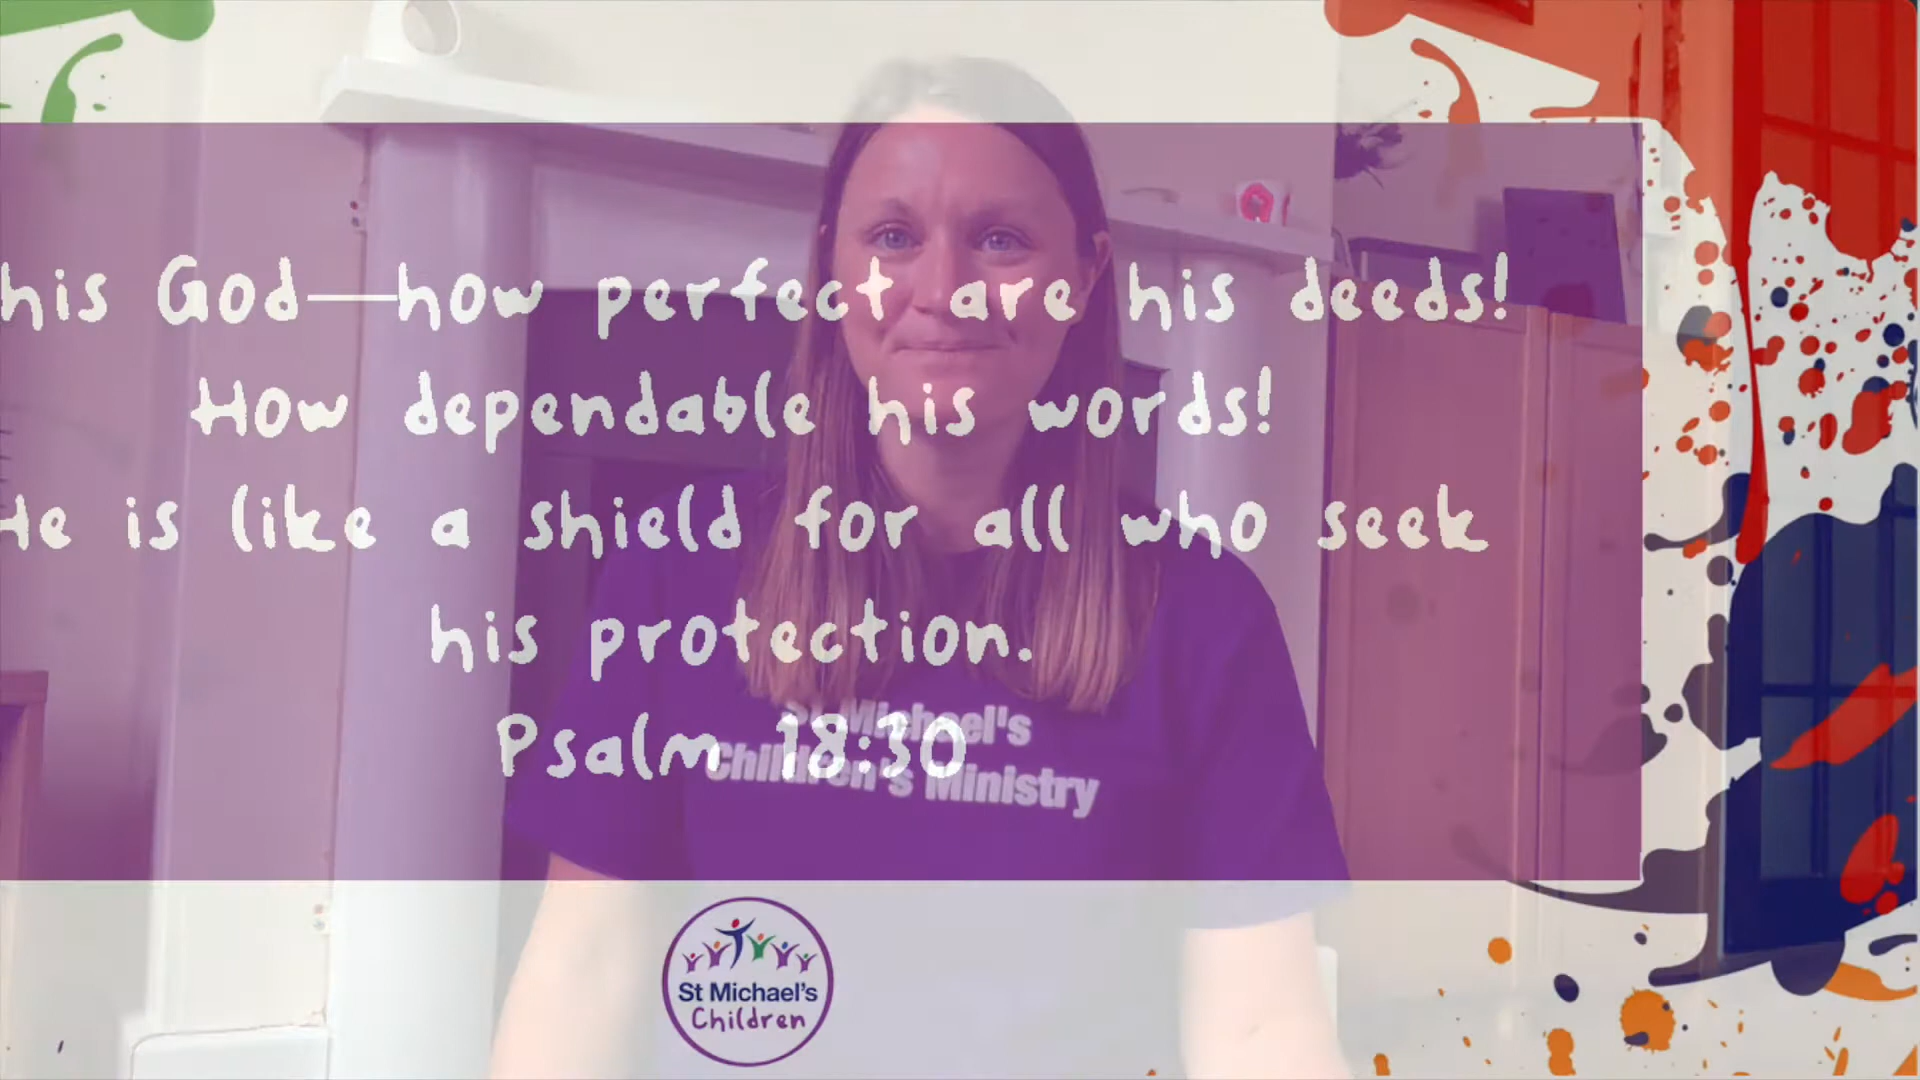 his God—how perfect are his deeds!
How dependable his words!
He is like a shield for all who seek
his protection.
Psalm 18:30
St Michael's
Children's Ministry
St Michael's
Children